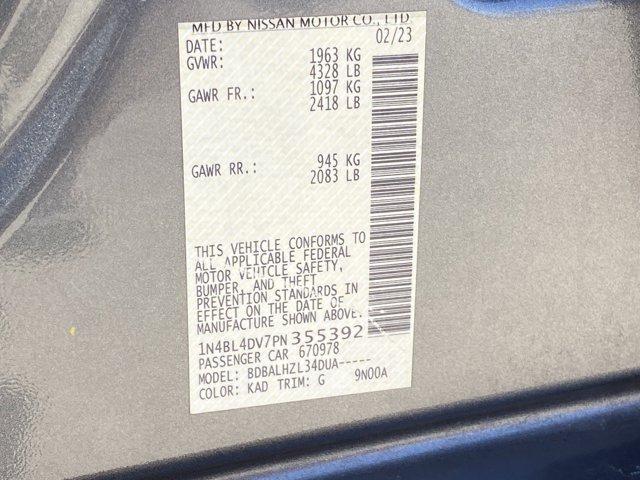 MFD BY NISSAN MOTOR CO., LTD
DATE: 02/23
GVWR: 1963 KG
4328 LB
GAWR FR.: 1097 KG
2418 LB
GAWR RR.: 945 KG
2083 LB
THIS VEHICLE CONFORMS TO
ALL APPLICABLE FEDERAL
MOTOR VEHICLE SAFETY,
BUMPER, AND THEFT
PREVENTION STANDARDS IN
EFFECT ON THE DATE OF
MANUFACTURE SHOWN ABOVE.
1N4BL4DV7PN355392
PASSENGER CAR 670978
MODEL: BDBALHZL34DUA-----
COLOR: KAD TRIM: G 9N00A